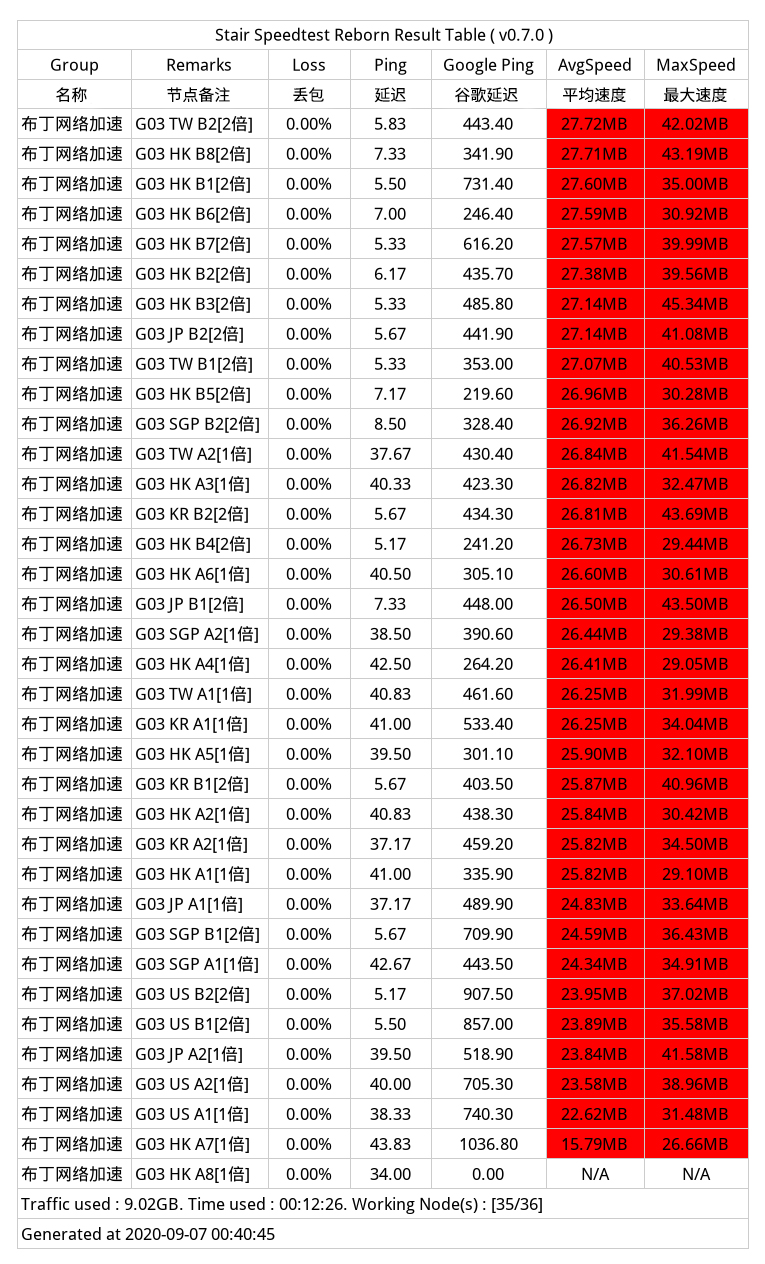 Stair Speedtest Reborn Result Table ( v0.7.0 )
Group Remarks Loss Ping Google Ping AvgSpeed MaxSpeed
名称 节点备注 丢包 延迟 谷歌延迟 平均速度 最大速度
布丁网络加速 G03 TW B2[2倍] 0.00% 5.83 443.40 27.72MB 42.02MB
布丁网络加速 G03 HK B8[2倍] 0.00% 7.33 341.90 27.71MB 43.19MB
布丁网络加速 G03 HK B1[2倍] 0.00% 5.50 731.40 27.60MB 35.00MB
布丁网络加速 G03 HK B6[2倍] 0.00% 7.00 246.40 27.59MB 30.92MB
布丁网络加速 G03 HK B7[2倍] 0.00% 5.33 616.20 27.57MB 39.99MB
布丁网络加速 G03 HK B2[2倍] 0.00% 6.17 435.70 27.38MB 39.56MB
布丁网络加速 G03 HK B3[2倍] 0.00% 5.33 485.80 27.14MB 45.34MB
布丁网络加速 G03 JP B2[2倍] 0.00% 5.67 441.90 27.14MB 41.08MB
布丁网络加速 G03 TW B1[2倍] 0.00% 5.33 353.00 27.07MB 40.53MB
布丁网络加速 G03 HK B5[2倍] 0.00% 7.17 219.60 26.96MB 30.28MB
布丁网络加速 G03 SGP B2[2倍] 0.00% 8.50 328.40 26.92MB 36.26MB
布丁网络加速 G03 TW A2[1倍] 0.00% 37.67 430.40 26.84MB 41.54MB
布丁网络加速 G03 HK A3[1倍] 0.00% 40.33 423.30 26.82MB 32.47MB
布丁网络加速 G03 KR B2[2倍] 0.00% 5.67 434.30 26.81MB 43.69MB
布丁网络加速 G03 HK B4[2倍] 0.00% 5.17 241.20 26.73MB 29.44MB
布丁网络加速 G03 HK A6[1倍] 0.00% 40.50 305.10 26.60MB 30.61MB
布丁网络加速 G03 JP B1[2倍] 0.00% 7.33 448.00 26.50MB 43.50MB
布丁网络加速 G03 SGP A2[1倍] 0.00% 38.50 390.60 26.44MB 29.38MB
布丁网络加速 G03 HK A4[1倍] 0.00% 42.50 264.20 26.41MB 29.05MB
布丁网络加速 G03 TW A1[1倍] 0.00% 40.83 461.60 26.25MB 31.99MB
布丁网络加速 G03 KR A1[1倍] 0.00% 41.00 533.40 26.25MB 34.04MB
布丁网络加速 G03 HK A5[1倍] 0.00% 39.50 301.10 25.90MB 32.10MB
布丁网络加速 G03 KR B1[2倍] 0.00% 5.67 403.50 25.87MB 40.96MB
布丁网络加速 G03 HK A2[1倍] 0.00% 40.83 438.30 25.84MB 30.42MB
布丁网络加速 G03 KR A2[1倍] 0.00% 37.17 459.20 25.82MB 34.50MB
布丁网络加速 G03 HK A1[1倍] 0.00% 41.00 335.90 25.82MB 29.10MB
布丁网络加速 G03 JP A1[1倍] 0.00% 37.17 489.90 24.83MB 33.64MB
布丁网络加速 G03 SGP B1[2倍] 0.00% 5.67 709.90 24.59MB 36.43MB
布丁网络加速 G03 SGP A1[1倍] 0.00% 42.67 443.50 24.34MB 34.91MB
布丁网络加速 G03 US B2[2倍] 0.00% 5.17 907.50 23.95MB 37.02MB
布丁网络加速 G03 US B1[2倍] 0.00% 5.50 857.00 23.89MB 35.58MB
布丁网络加速 G03 JP A2[1倍] 0.00% 39.50 518.90 23.84MB 41.58MB
布丁网络加速 G03 US A2[1倍] 0.00% 40.00 705.30 23.58MB 38.96MB
布丁网络加速 G03 US A1[1倍] 0.00% 38.33 740.30 22.62MB 31.48MB
布丁网络加速 G03 HK A7[1倍] 0.00% 43.83 1036.80 15.79MB 26.66MB
布丁网络加速 G03 HK A8[1倍] 0.00% 34.00 0.00 N/A N/A
Traffic used : 9.02GB. Time used : 00:12:26. Working Node(s) : [35/36]
Generated at 2020-09-07 00:40:45